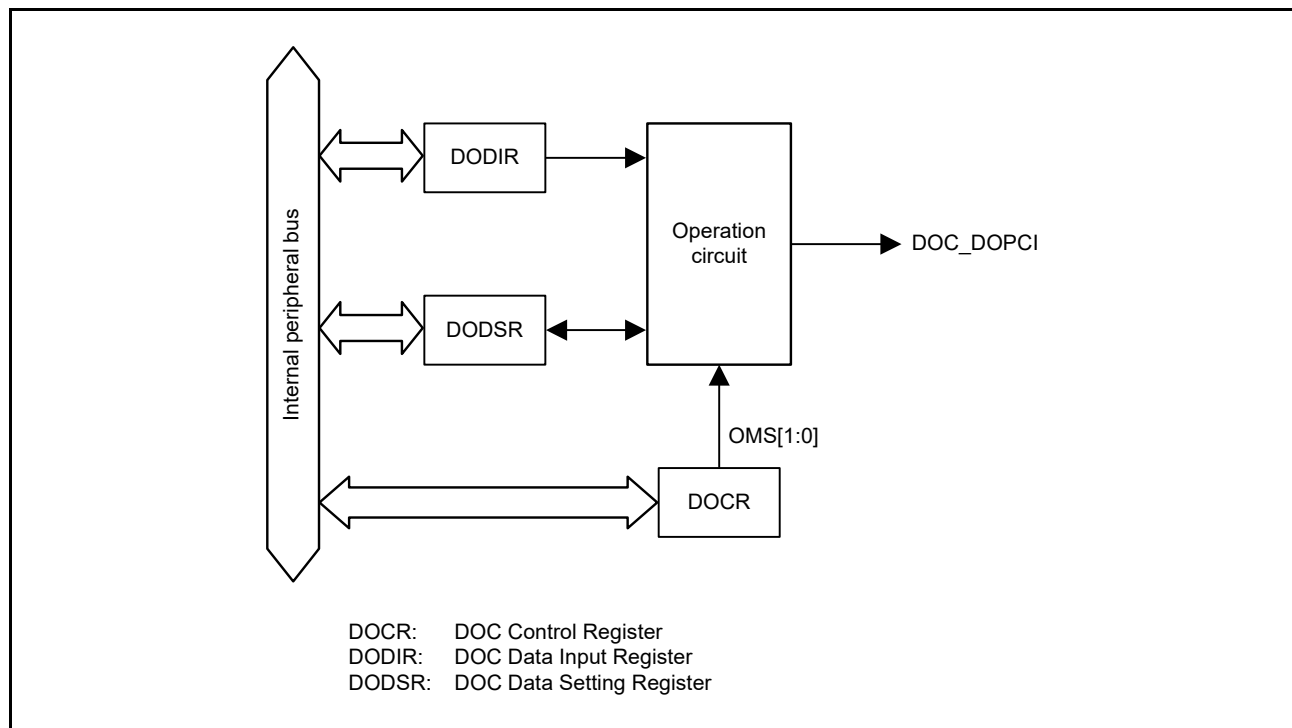 Internal peripheral bus
DODIR
DODSR
Operation
circuit
DOC_DOPCI
OMS[1:0]
DOCR
DOCR: DOC Control Register
DODIR: DOC Data Input Register
DODSR: DOC Data Setting Register